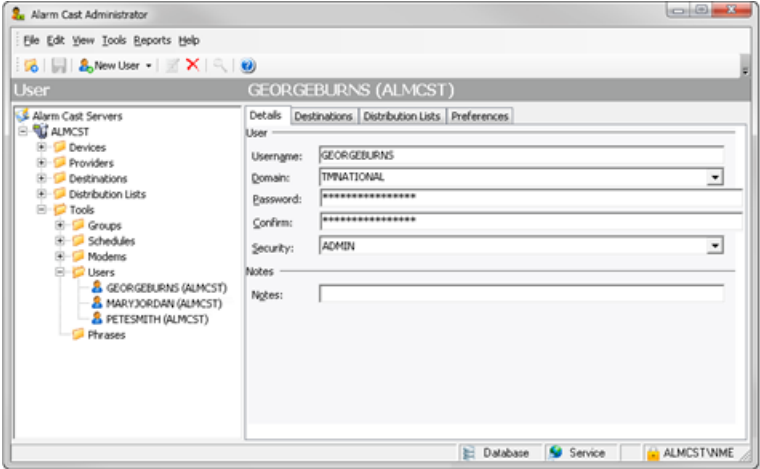 Alarm Cast Administrator
File Edit View Tools Reports Help
New User
User GEORGEBURNS (ALMCST)
Alarm Cast Servers
ALMCST
Devices
Providers
Destinations
Distribution Lists
Tools
Groups
Schedules
Modems
Users
GEORGEBURNS (ALMCST)
MARYJORDAN (ALMCST)
PETESMITH (ALMCST)
Phrases
Details Destinations Distribution Lists Preferences
User
Username: GEORGEBURNS
Domain: TMNATIONAL
Password: ****************
Confirm: ****************
Security: ADMIN
Notes
Notes:
Database Service ALMCST\NME